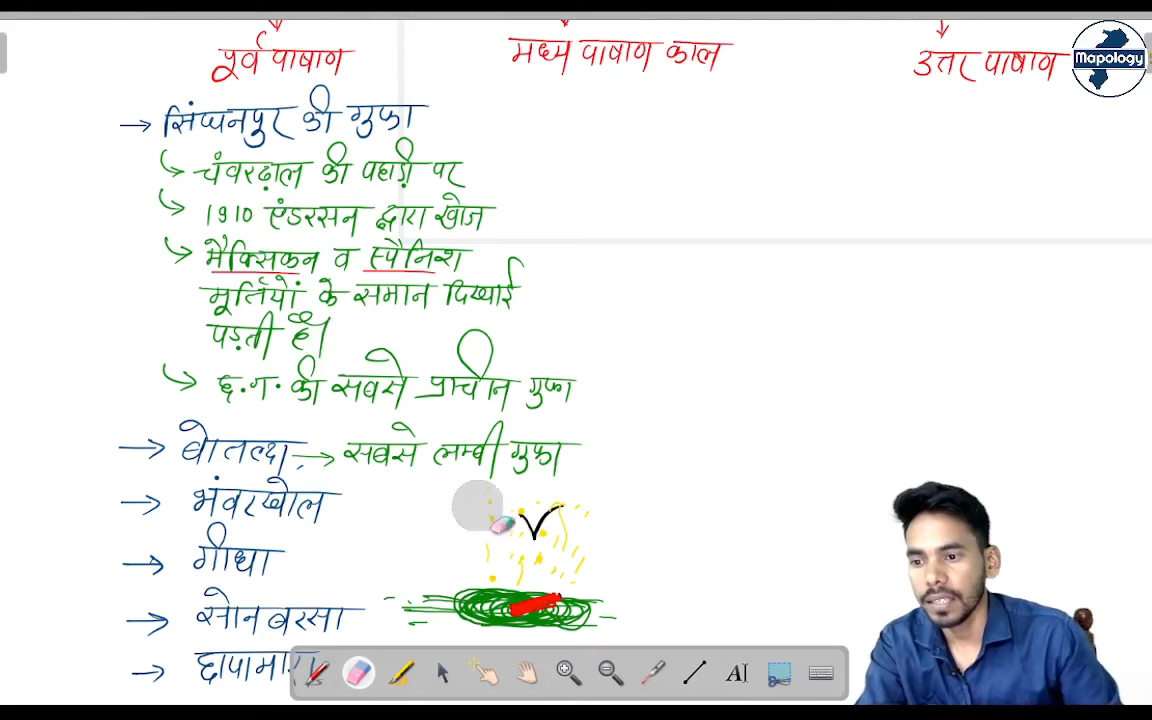 पूर्व पाषाण
मध्य पाषाण काल
उत्तर पाषाण
Mapology
→ सिंघनपुर की गुफा
चंवरढ़ाल की पहाड़ी पर
1910 एंडरसन द्वारा खोज
मैक्सिकन व स्पैनिश
मूर्तियों के समान दिखाई
पड़ती है।
छ.ग. की सबसे प्राचीन गुफा
→ बोतल्दा → सबसे लम्बी गुफा
→ भंवरखोल
→ गीधा
→ सोनबरसा
→ छापामारा